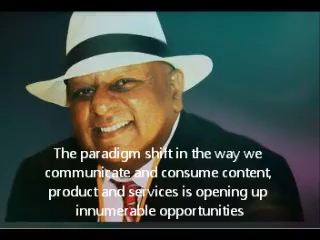 The paradigm shift in the way we
communicate and consume content,
product and services is opening up
innumerable opportunities